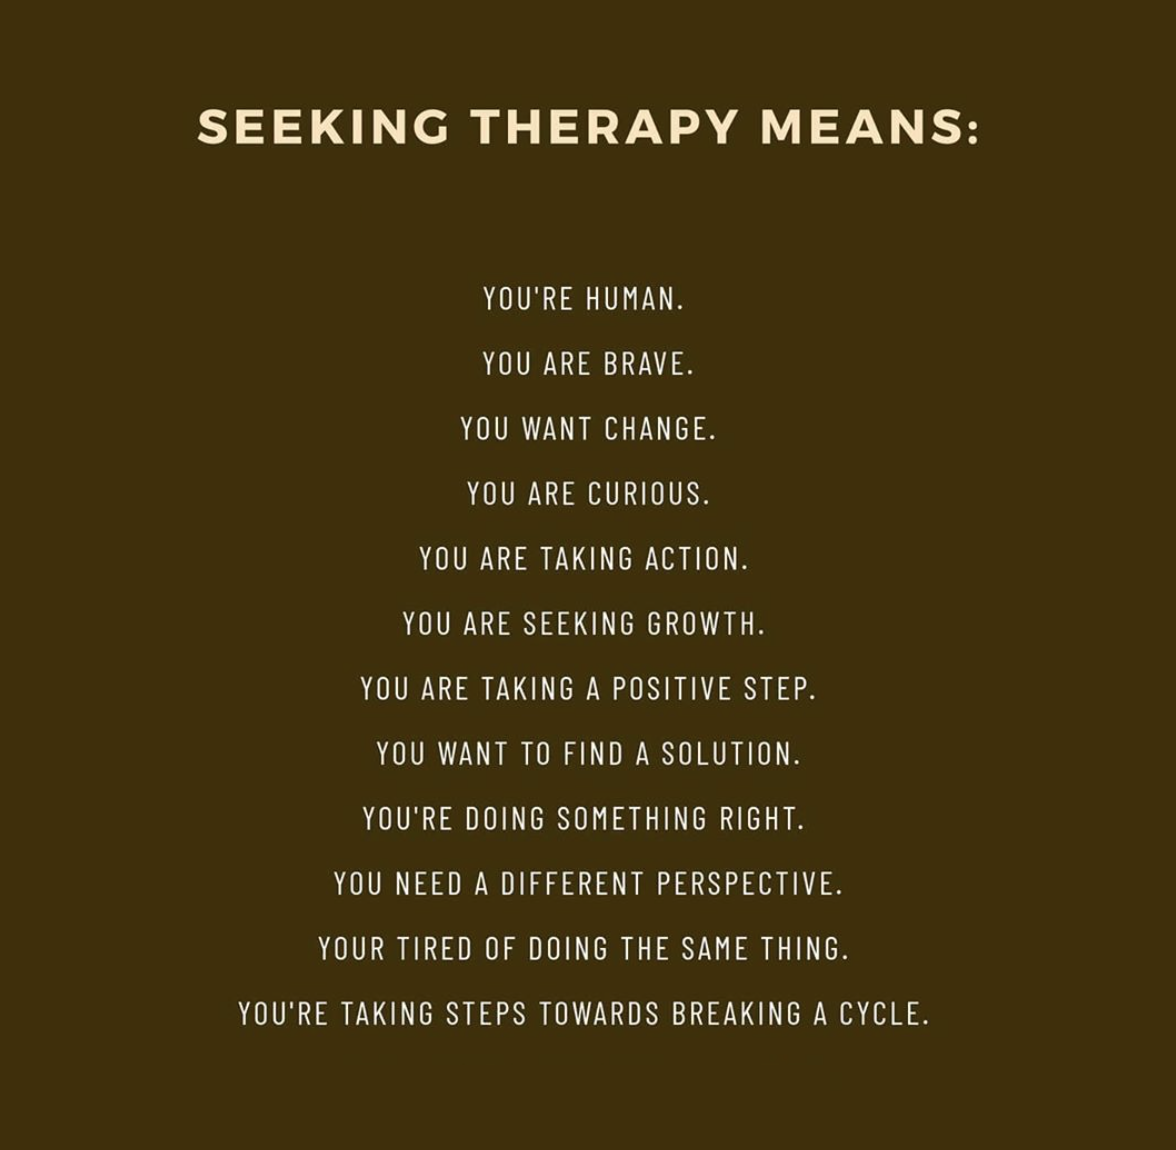 SEEKING THERAPY MEANS:
YOU'RE HUMAN.
YOU ARE BRAVE.
YOU WANT CHANGE.
YOU ARE CURIOUS.
YOU ARE TAKING ACTION.
YOU ARE SEEKING GROWTH.
YOU ARE TAKING A POSITIVE STEP.
YOU WANT TO FIND A SOLUTION.
YOU'RE DOING SOMETHING RIGHT.
YOU NEED A DIFFERENT PERSPECTIVE.
YOUR TIRED OF DOING THE SAME THING.
YOU'RE TAKING STEPS TOWARDS BREAKING A CYCLE.